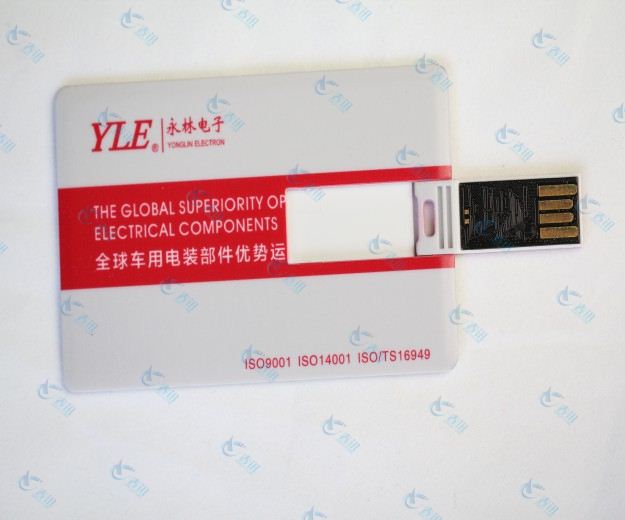 YLE® 永林电子
YONGLIN ELECTRON
THE GLOBAL SUPERIORITY OP
ELECTRICAL COMPONENTS
全球车用电装部件优势运
ISO9001 ISO14001 ISO/TS16949